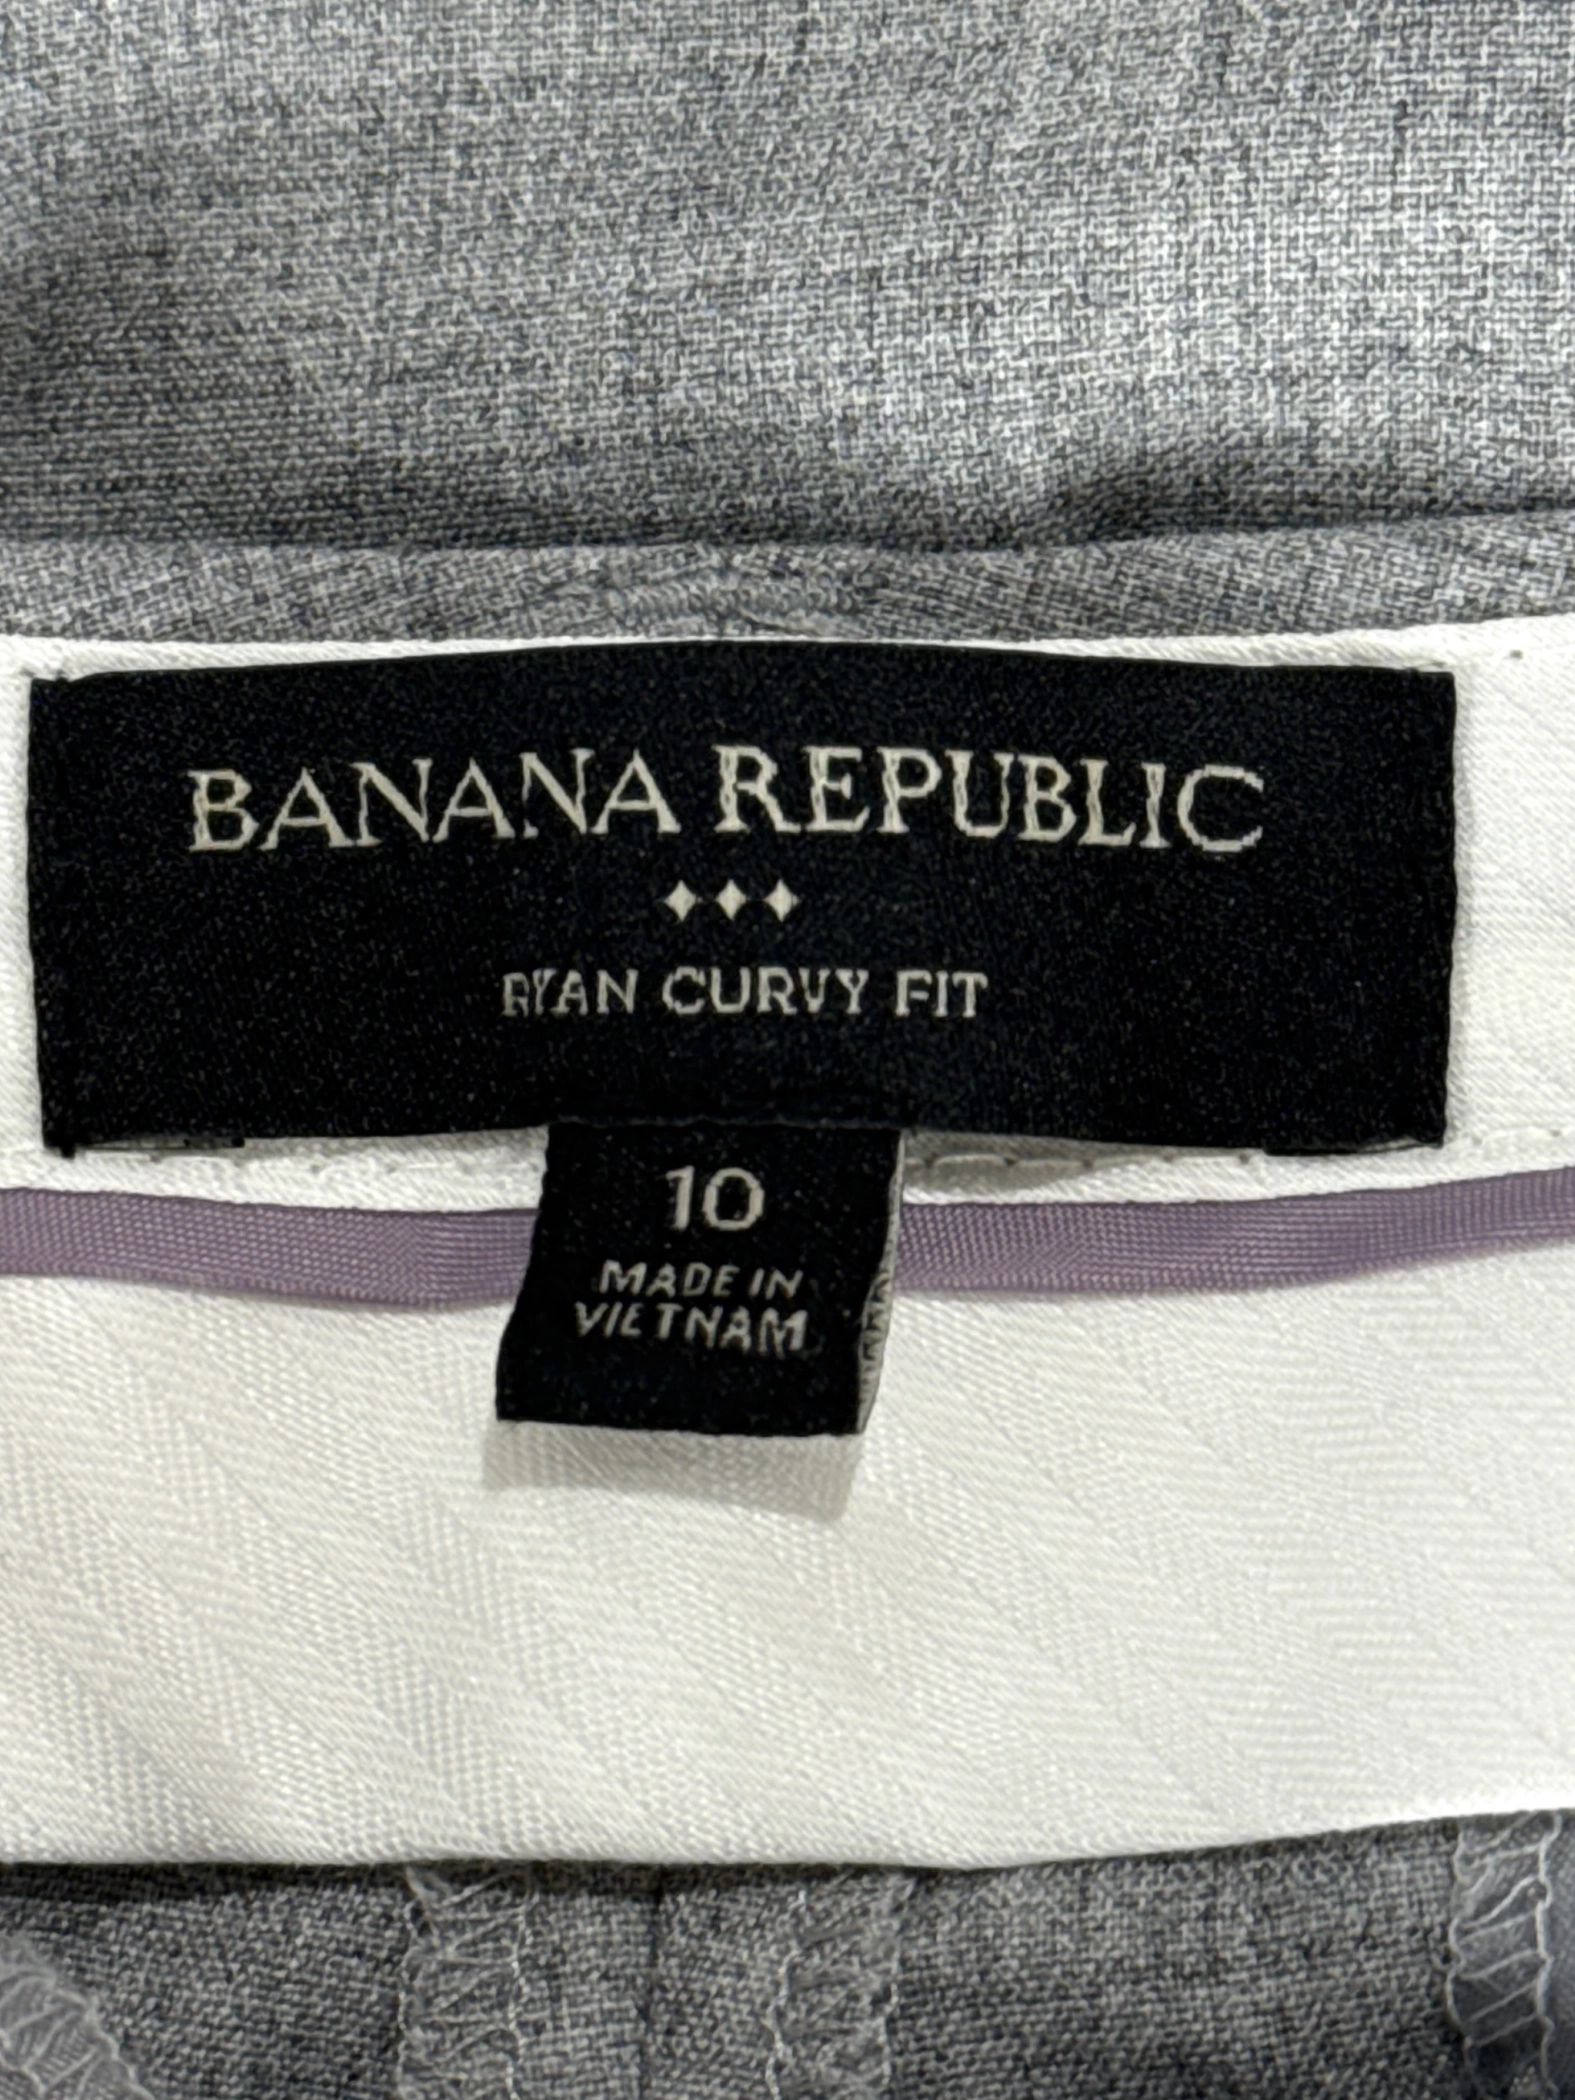 BANANA REPUBLIC
RYAN CURVY FIT
10
MADE IN
VIETNAM